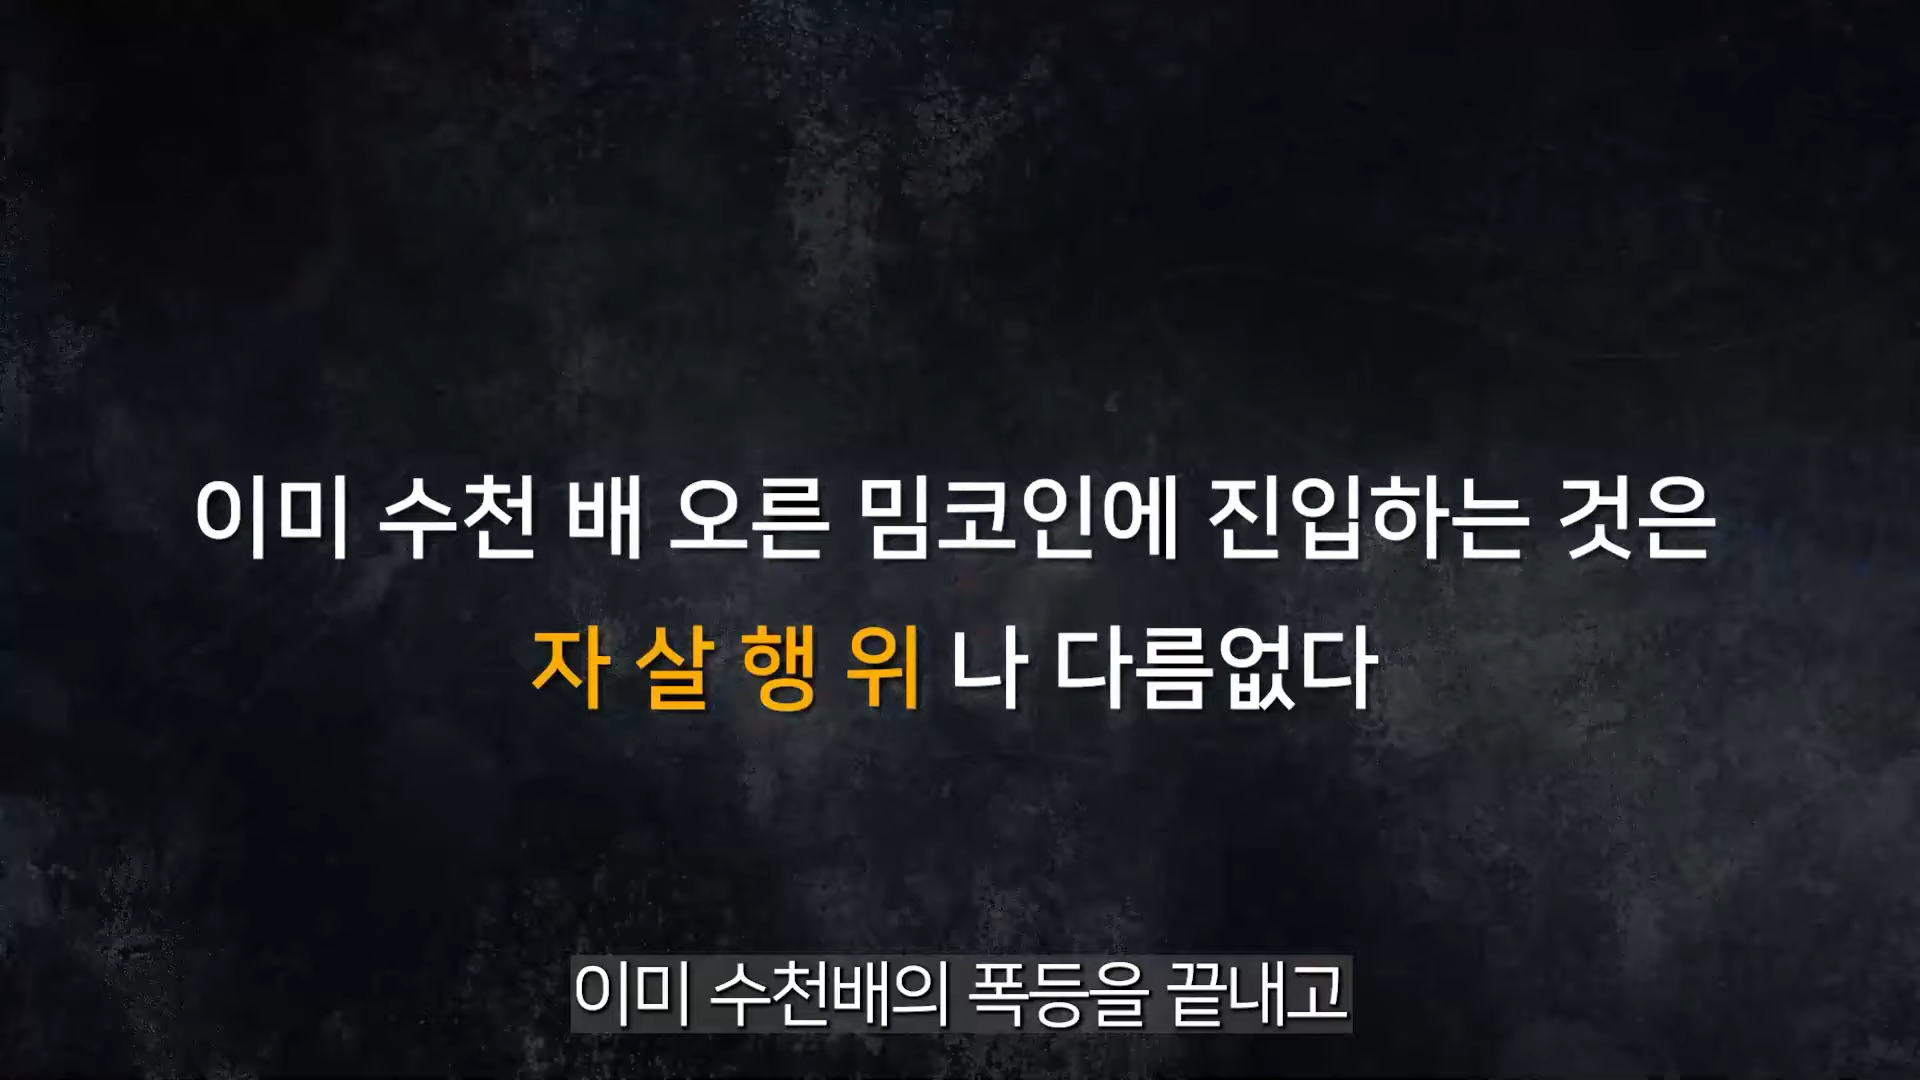 이미 수천 배 오른 밈코인에 진입하는 것은
자 살 행 위 나 다름없다
이미 수천배의 폭등을 끝내고